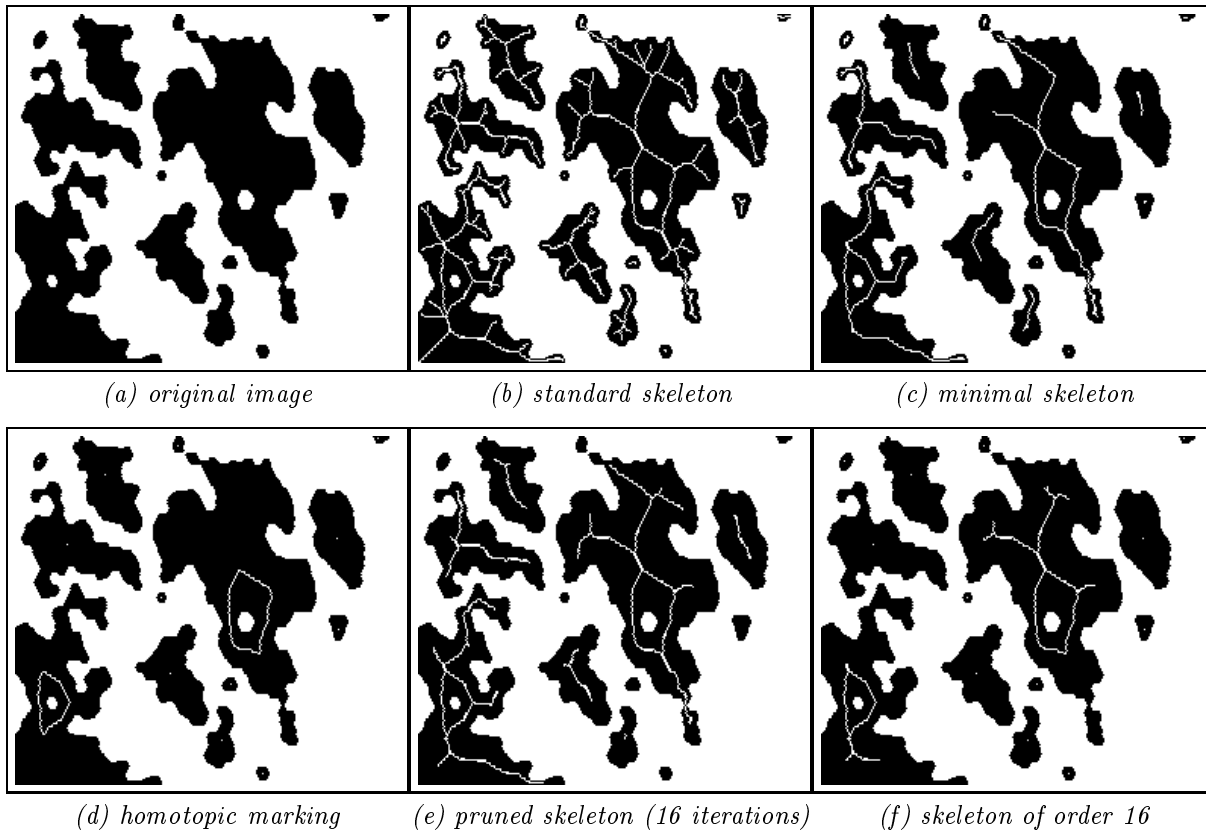 (a) original image
(b) standard skeleton
(c) minimal skeleton
(d) homotopic marking
(e) pruned skeleton (16 iterations)
(f) skeleton of order 16